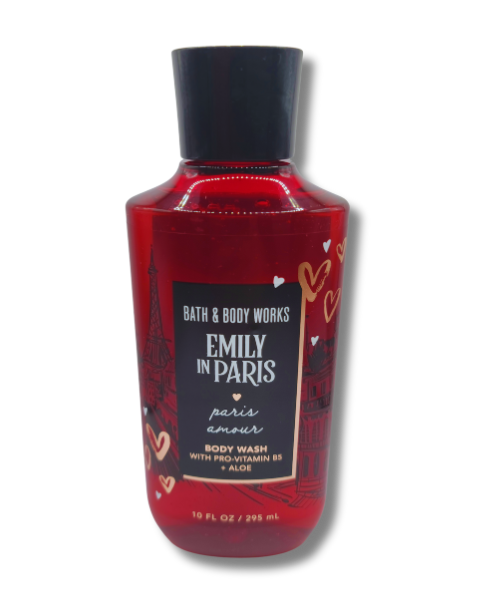 BATH & BODY WORKS
EMILY
IN PARIS
paris
amour
BODY WASH
WITH PRO-VITAMIN B5
+ ALOE
10 FL OZ / 295 mL